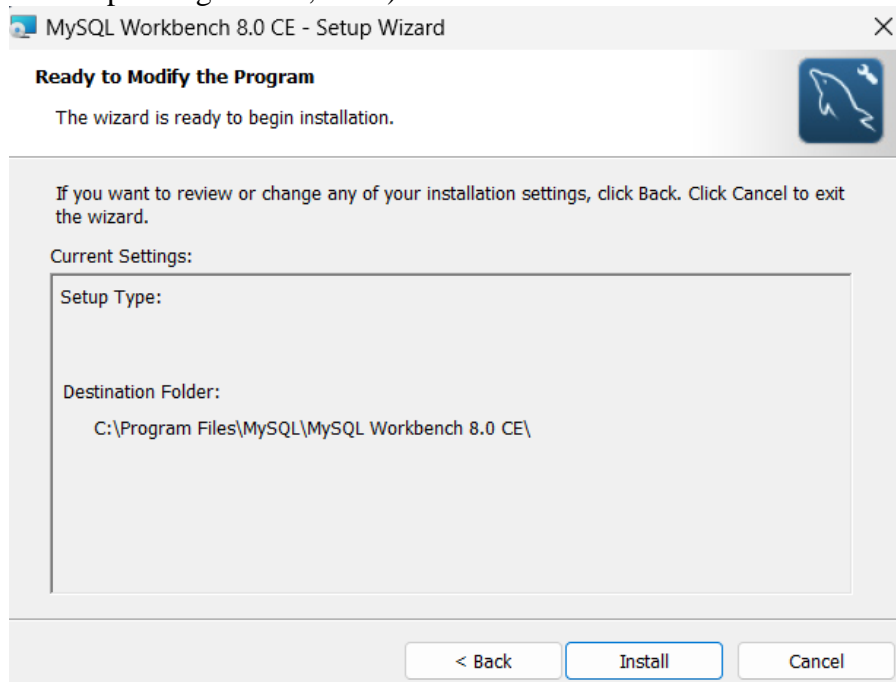 MySQL Workbench 8.0 CE - Setup Wizard
Ready to Modify the Program
The wizard is ready to begin installation.
If you want to review or change any of your installation settings, click Back. Click Cancel to exit
the wizard.
Current Settings:
Setup Type:
Destination Folder:
C:\Program Files\MySQL\MySQL Workbench 8.0 CE\
< Back
Install
Cancel